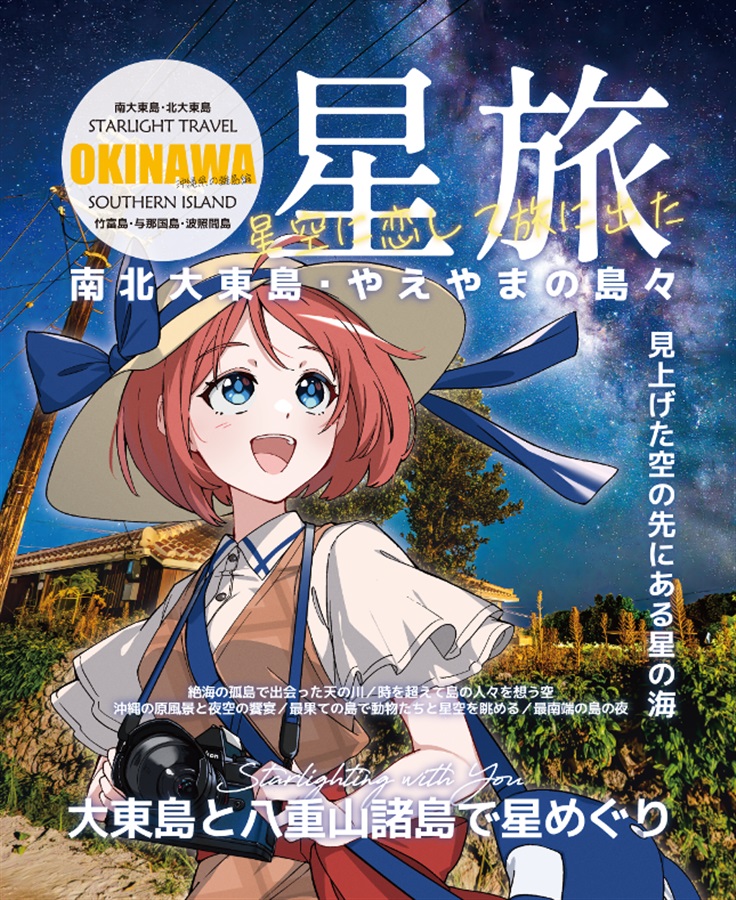 南大東島・北大東島
STARLIGHT TRAVEL
OKINAWA
沖縄県の離島編
SOUTHERN ISLAND
竹富島・与那国島・波照間島
星旅
星空に恋して旅に出た
南北大東島・やえやまの島々
見上げた空の先にある星の海
絶海の孤島で出会った天の川／時を超えて島の人々を想う空
沖縄の原風景と夜空の饗宴／最果ての島で動物たちと星空を眺める／最南端の島の夜
Starlighting with You
大東島と八重山諸島で星めぐり